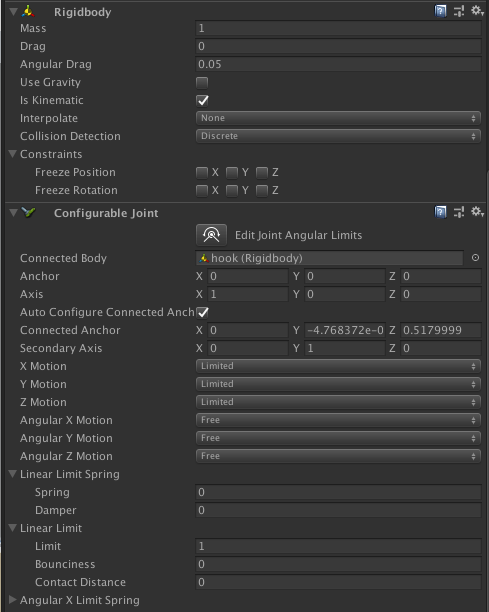 Rigidbody
Mass 1
Drag 0
Angular Drag 0.05
Use Gravity
Is Kinematic
Interpolate None
Collision Detection Discrete
Constraints
Freeze Position X Y Z
Freeze Rotation X Y Z
Configurable Joint
Edit Joint Angular Limits
Connected Body hook (Rigidbody)
Anchor X 0 Y 0 Z 0
Axis X 1 Y 0 Z 0
Auto Configure Connected Anch
Connected Anchor X 0 Y -4.768372e-0 Z 0.5179999
Secondary Axis X 0 Y 1 Z 0
X Motion Limited
Y Motion Limited
Z Motion Limited
Angular X Motion Free
Angular Y Motion Free
Angular Z Motion Free
Linear Limit Spring
Spring 0
Damper 0
Linear Limit
Limit 1
Bounciness 0
Contact Distance 0
Angular X Limit Spring